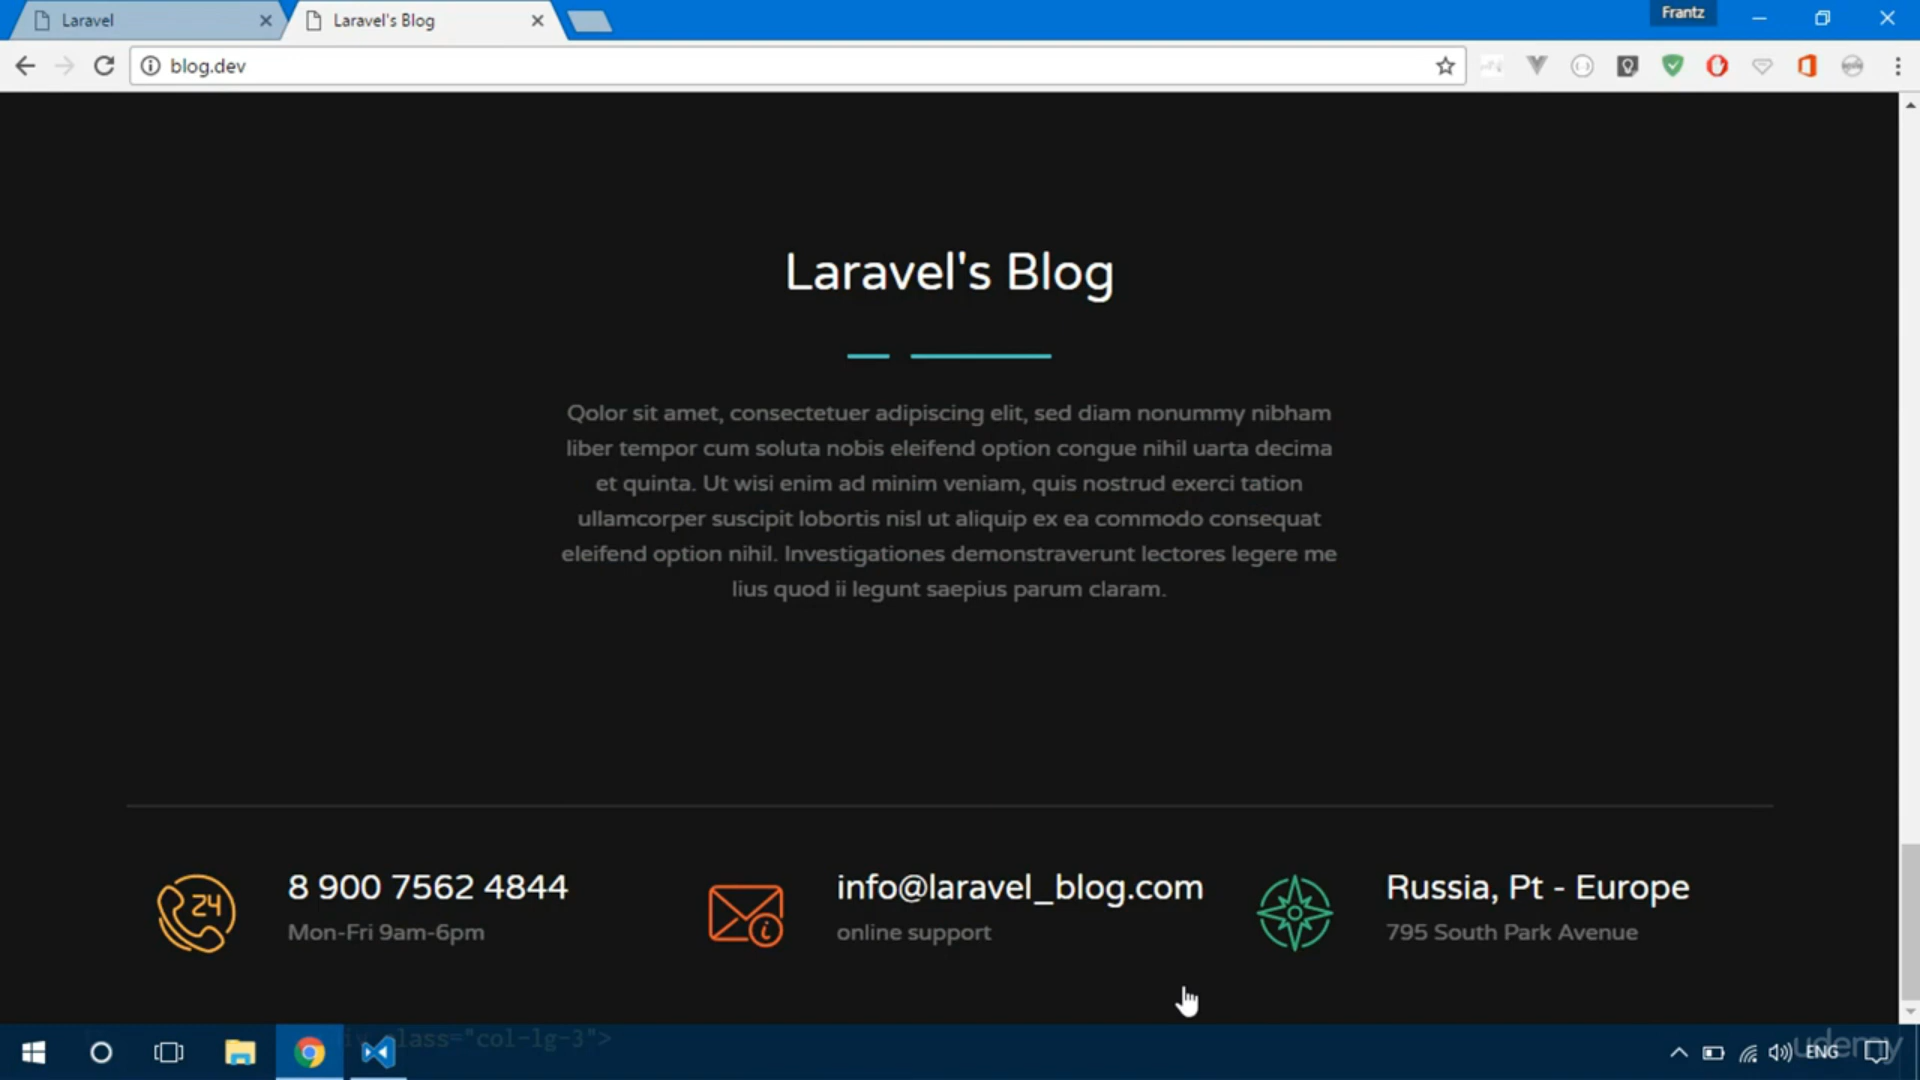 Laravel
Laravel's Blog
Frantz
blog.dev
Laravel's Blog
Qolor sit amet, consectetuer adipiscing elit, sed diam nonummy nibham
liber tempor cum soluta nobis eleifend option congue nihil uarta decima
et quinta. Ut wisi enim ad minim veniam, quis nostrud exerci tation
ullamcorper suscipit lobortis nisl ut aliquip ex ea commodo consequat
eleifend option nihil. Investigationes demonstraverunt lectores legere me
lius quod ii legunt saepius parum claram.
24
8 900 7562 4844
Mon-Fri 9am-6pm
info@laravel_blog.com
online support
Russia, Pt - Europe
795 South Park Avenue
class="col-lg-3">
ENG
udemy